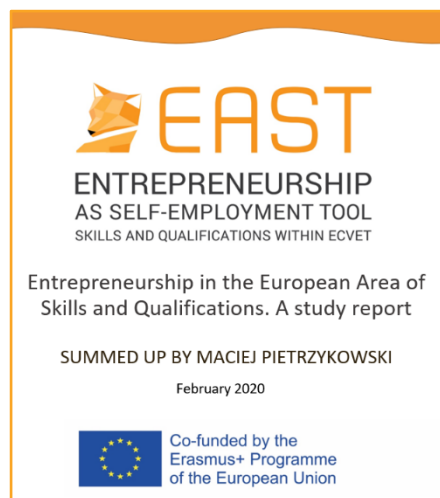 EAST
ENTREPRENEURSHIP
AS SELF-EMPLOYMENT TOOL
SKILLS AND QUALIFICATIONS WITHIN ECVET
Entrepreneurship in the European Area of
Skills and Qualifications. A study report
SUMMED UP BY MACIEJ PIETRZYKOWSKI
February 2020
Co-funded by the
Erasmus+ Programme
of the European Union